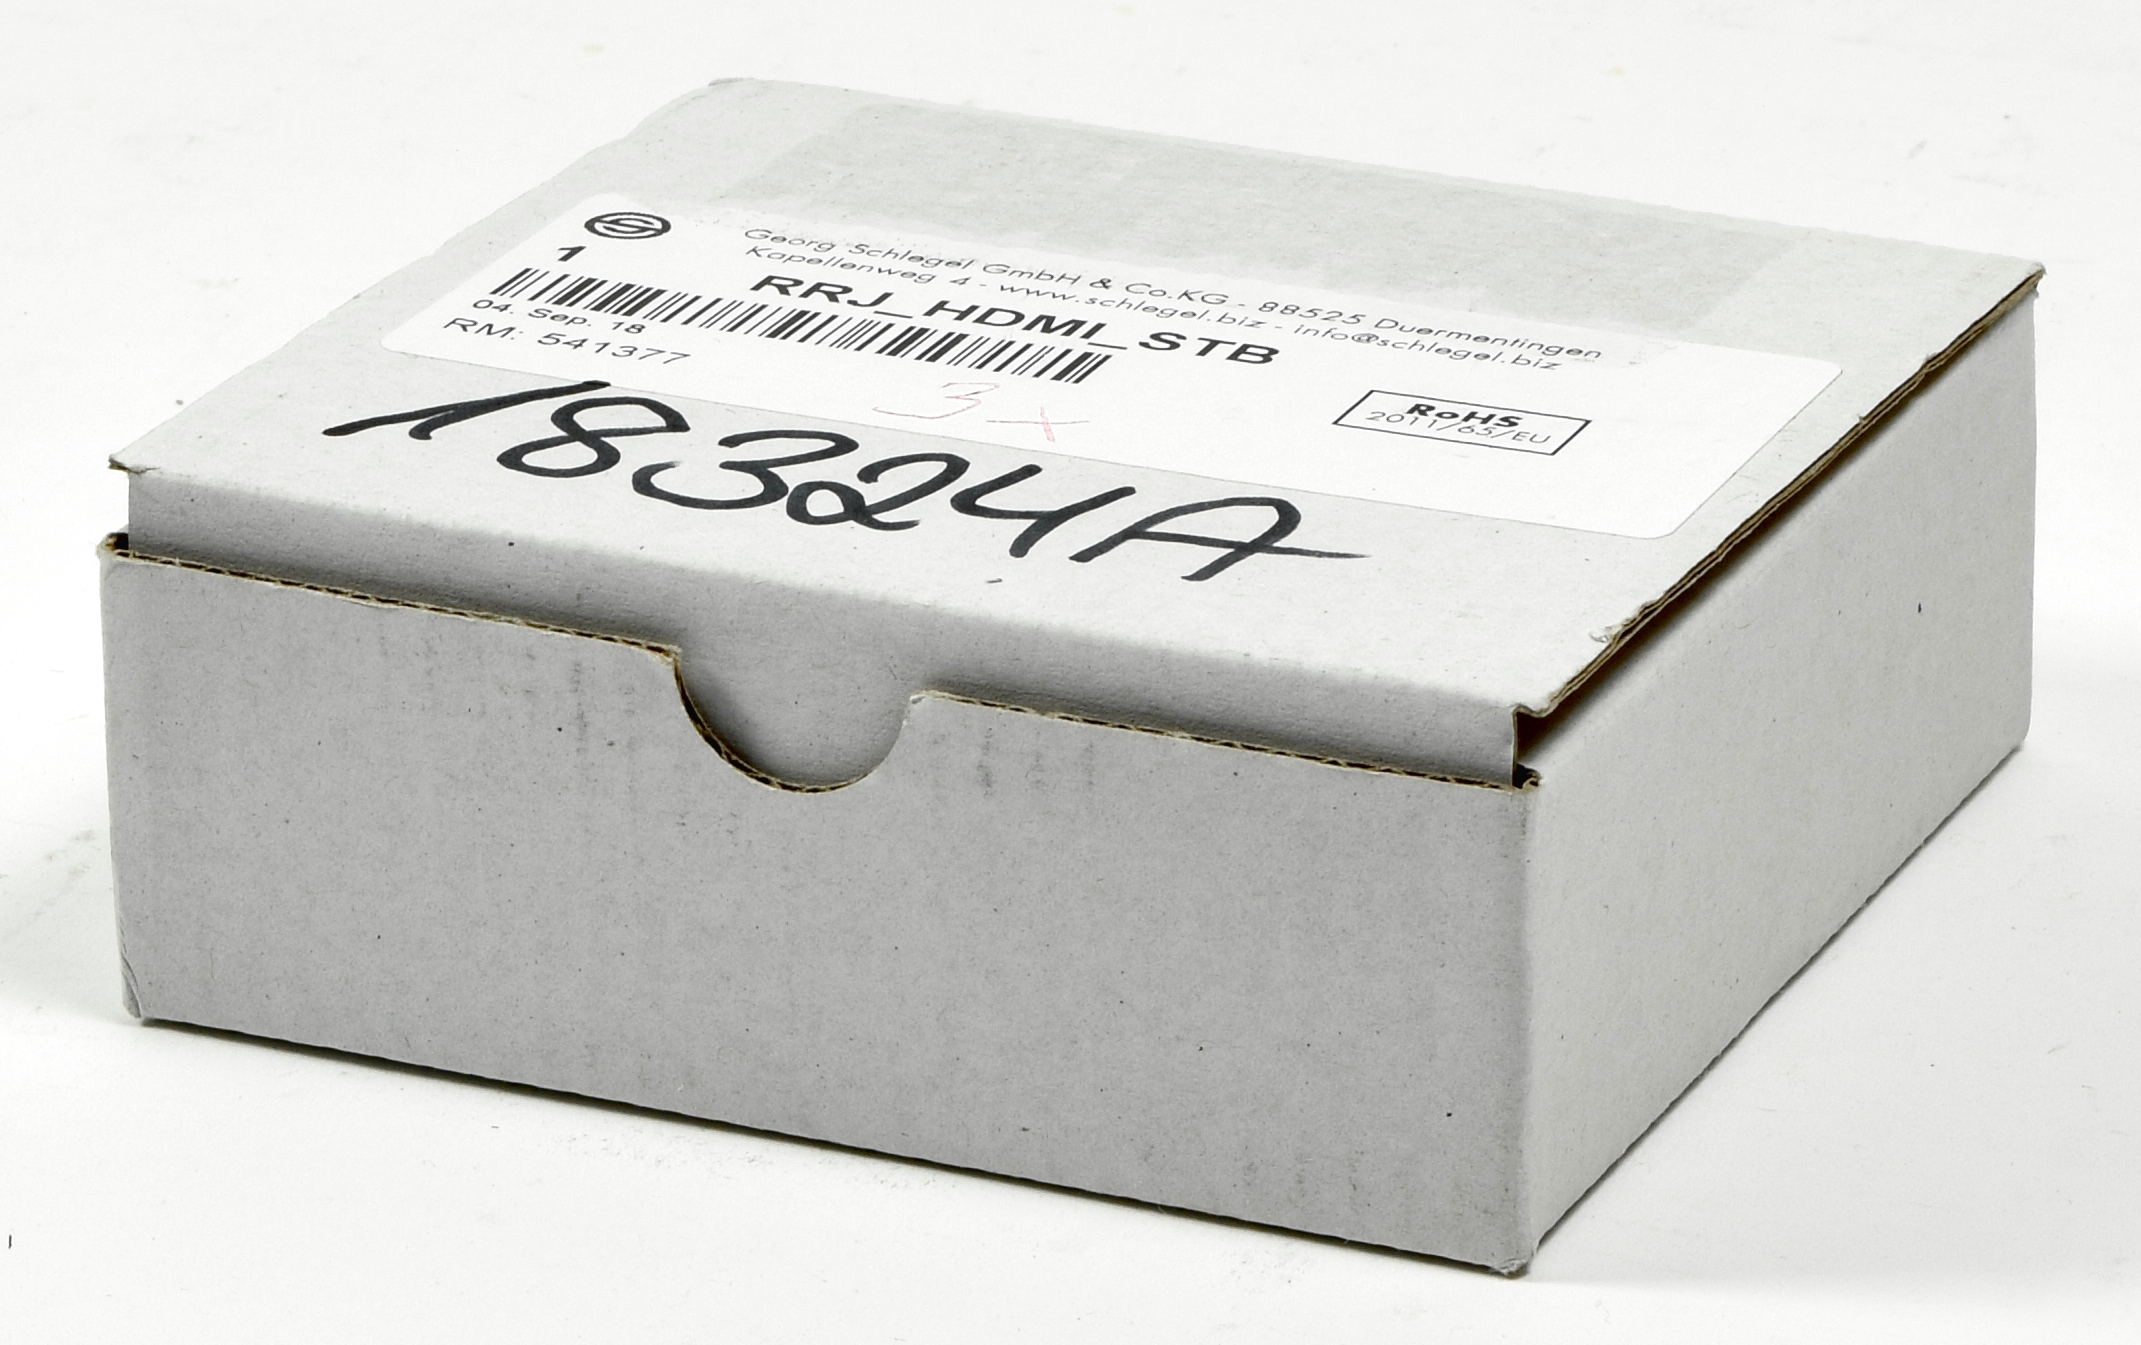 Georg Schlegel GmbH & Co.KG - 88525 Duermentingen
Kapellenweg 4 - www.schlegel.biz - info@schlegel.biz
1
RRJ_HDMI_STB
04. Sep. 18
RM: 541377
3x
RoHS
2011/65/EU
18324A